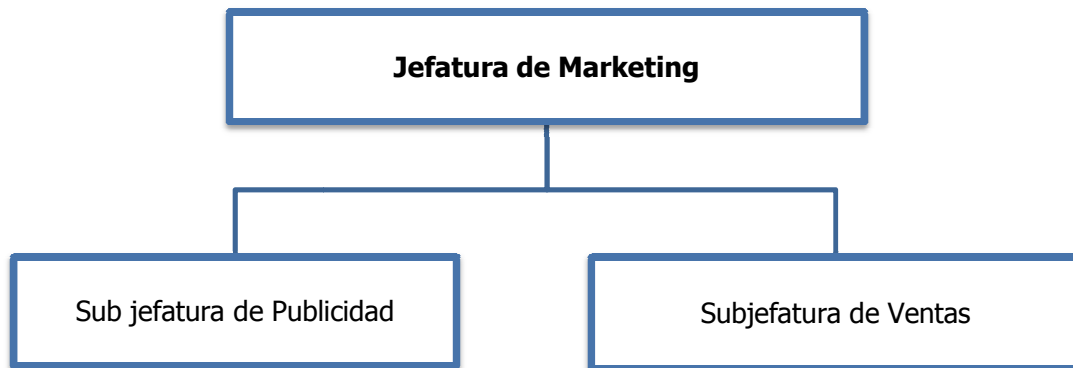 Jefatura de Marketing
Sub jefatura de Publicidad
Subjefatura de Ventas